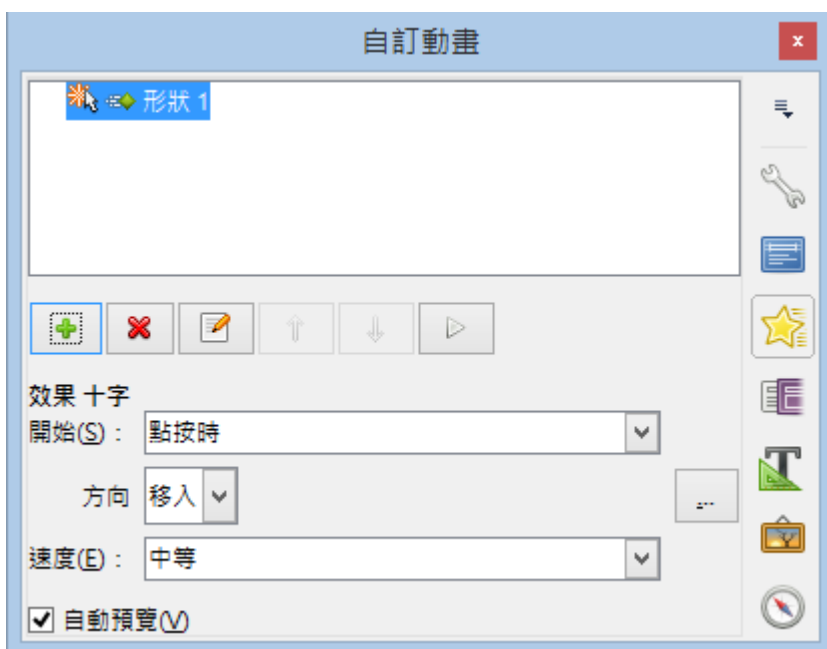 自訂動畫
形狀 1
效果 十字
開始(S)： 點按時
方向 移入
...
速度(E)： 中等
自動預覽(V)